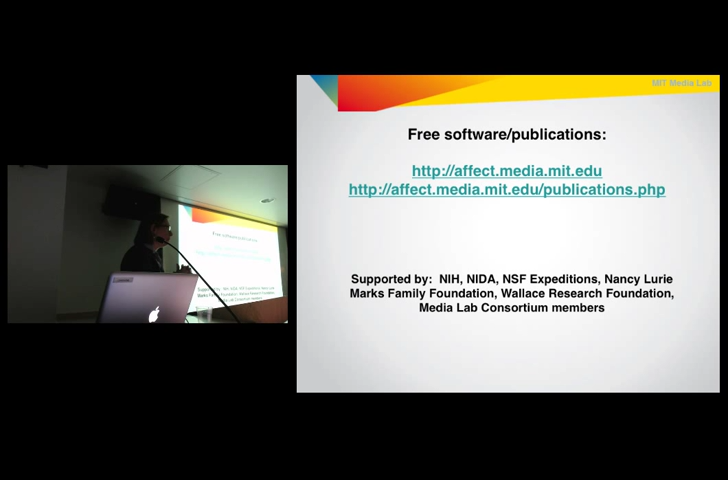 MIT Media Lab
Free software/publications:
http://affect.media.mit.edu
http://affect.media.mit.edu/publications.php
Supported by: NIH, NIDA, NSF Expeditions, Nancy Lurie
Marks Family Foundation, Wallace Research Foundation,
Media Lab Consortium members